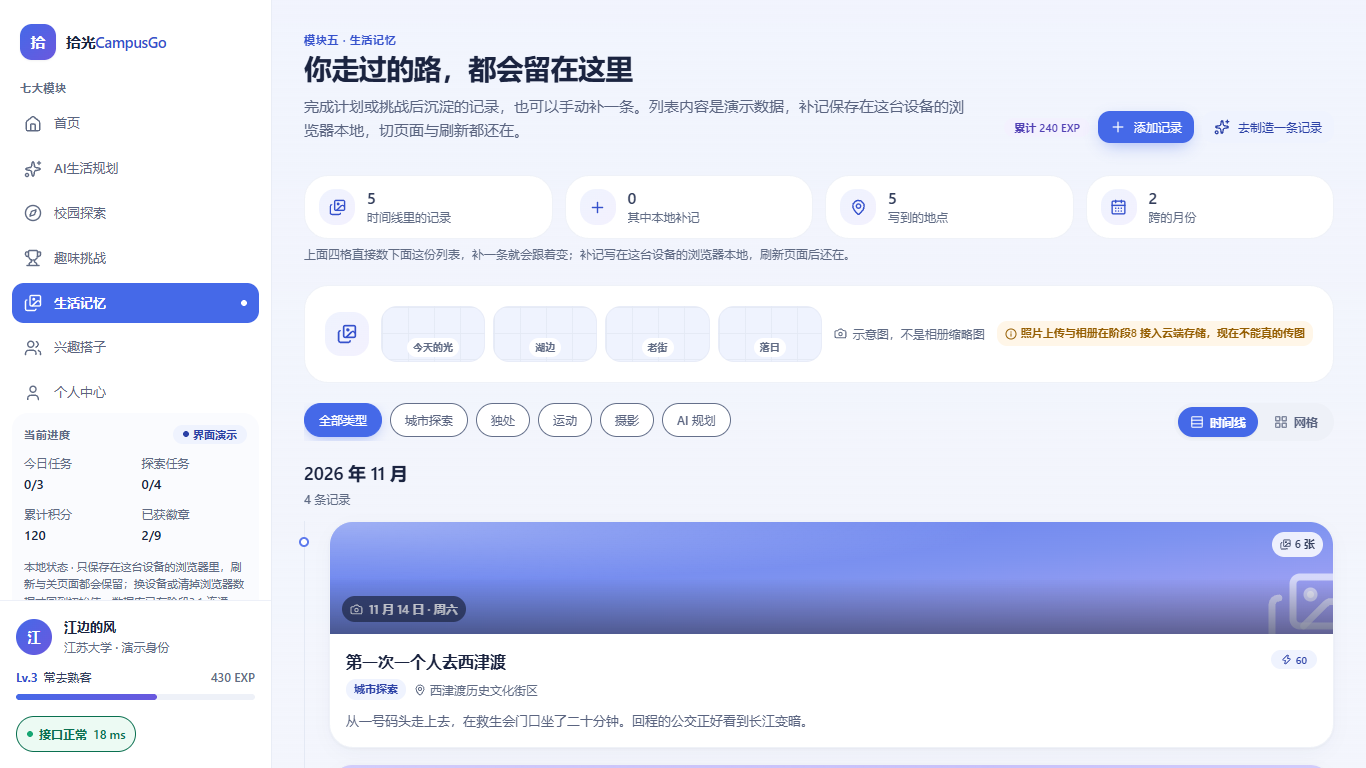 拾
拾光CampusGo
七大模块
首页
AI生活规划
校园探索
趣味挑战
生活记忆
兴趣搭子
个人中心
当前进度
界面演示
今日任务
探索任务
0/3
0/4
累计积分
已获徽章
120
2/9
本地状态 · 只保存在这台设备的浏览器里，刷
新与关页面都会保留；换设备或清掉浏览器数
江
江边的风
江苏大学 · 演示身份
Lv.3 常去熟客
430 EXP
接口正常 18 ms
模块五 · 生活记忆
你走过的路，都会留在这里
完成计划或挑战后沉淀的记录，也可以手动补一条。列表内容是演示数据，补记保存在这台设备的浏
览器本地，切页面与刷新都还在。
累计 240 EXP
添加记录
去制造一条记录
5
时间线里的记录
0
其中本地补记
5
写到的地点
2
跨的月份
上面四格直接数下面这份列表，补一条就会跟着变；补记写在这台设备的浏览器本地，刷新页面后还在。
今天的光
湖边
老街
落日
示意图，不是相册缩略图
照片上传与相册在阶段8 接入云端存储，现在不能真的传图
全部类型
城市探索
独处
运动
摄影
AI 规划
时间线
网格
2026 年 11 月
4 条记录
6 张
11 月 14 日 · 周六
第一次一个人去西津渡
60
城市探索
西津渡历史文化街区
从一号码头走上去，在救生会门口坐了二十分钟。回程的公交正好看到长江变暗。